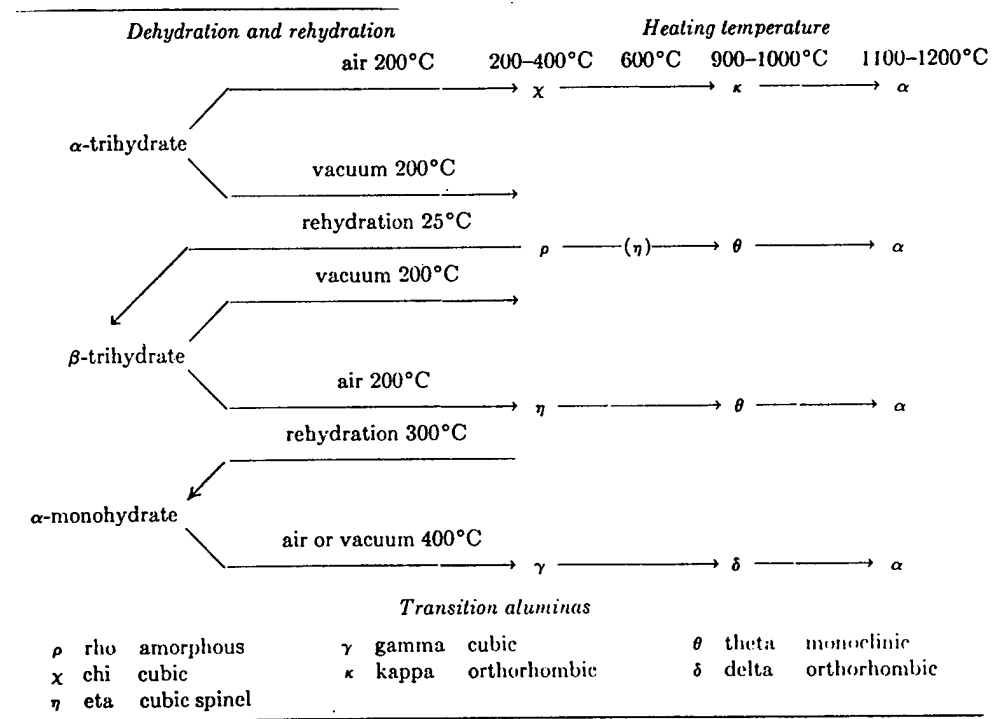 Dehydration and rehydration Heating temperature
air 200°C 200–400°C 600°C 900–1000°C 1100–1200°C
χ κ α
α-trihydrate
vacuum 200°C
rehydration 25°C
ρ (η) θ α
vacuum 200°C
β-trihydrate
air 200°C
η θ α
rehydration 300°C
α-monohydrate
air or vacuum 400°C
γ δ α
Transition aluminas
ρ rho amorphous γ gamma cubic θ theta monoclinic
χ chi cubic κ kappa orthorhombic δ delta orthorhombic
η eta cubic spinel